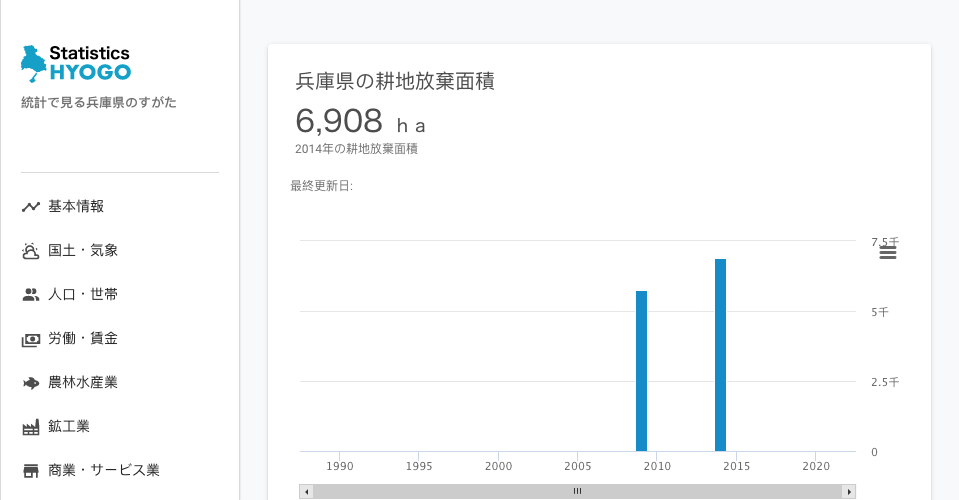 Statistics
HYOGO
統計で見る兵庫県のすがた
基本情報
国土・気象
人口・世帯
労働・賃金
農林水産業
鉱工業
商業・サービス業
兵庫県の耕地放棄面積
6,908 ｈａ
2014年の耕地放棄面積
最終更新日:
7.5千
5千
2.5千
0
1990 1995 2000 2005 2010 2015 2020